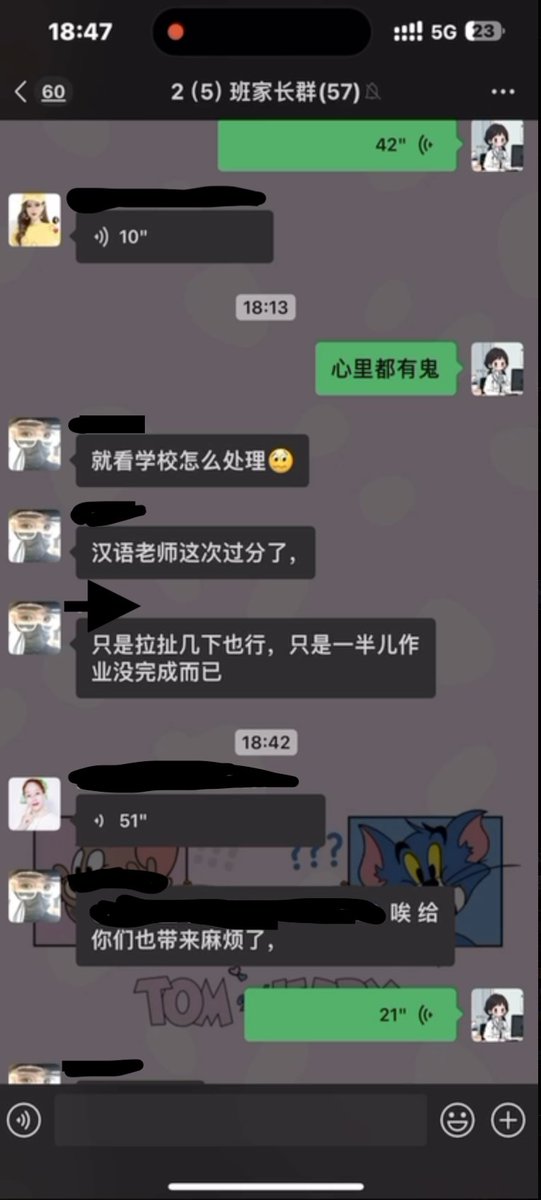 18:47
5G 23
60
2（5）班家长群(57)
42"
10"
18:13
心里都有鬼
就看学校怎么处理
汉语老师这次过分了，
只是拉扯几下也行，只是一半儿作
业没完成而已
18:42
51"
???
唉 给
你们也带来麻烦了，
TOM
21"